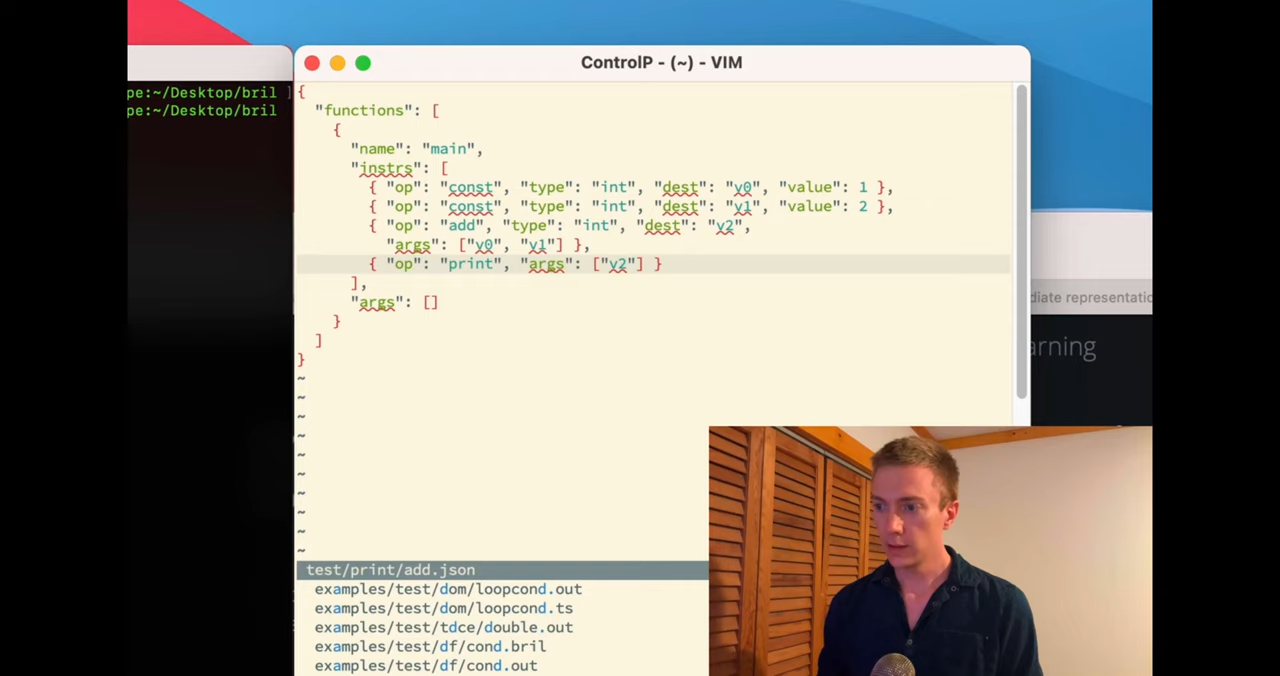 ControlP - (~) - VIM
pe:~/Desktop/bril ]
pe:~/Desktop/bril
{
"functions": [
{
"name": "main",
"instrs": [
{ "op": "const", "type": "int", "dest": "v0", "value": 1 },
{ "op": "const", "type": "int", "dest": "v1", "value": 2 },
{ "op": "add", "type": "int", "dest": "v2",
"args": ["v0", "v1"] },
{ "op": "print", "args": ["v2"] }
],
"args": []
}
]
}
~
~
~
~
~
~
~
~
~
~
diate representatio
arning
test/print/add.json
examples/test/dom/loopcond.out
examples/test/dom/loopcond.ts
examples/test/tdce/double.out
examples/test/df/cond.bril
examples/test/df/cond.out